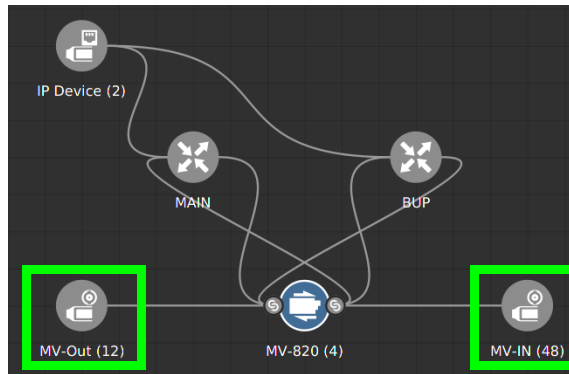 IP Device (2)
MAIN
BUP
MV-Out (12)
MV-820 (4)
MV-IN (48)